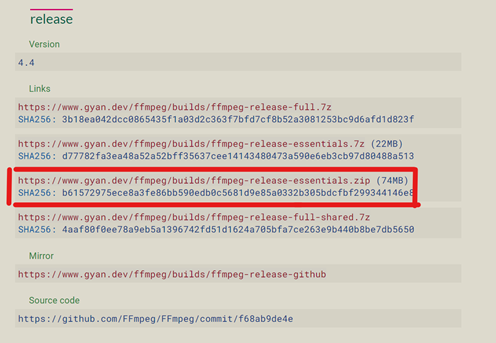 release
Version
4.4
Links
https://www.gyan.dev/ffmpeg/builds/ffmpeg-release-full.7z
SHA256: 3b18ea042dcc0865435f1a03d2c363f7bfd7cf8b52a3081253bc9d6afd1d823f
https://www.gyan.dev/ffmpeg/builds/ffmpeg-release-essentials.7z (22MB)
SHA256: d77782fa3ea48a52a52bff35637cee14143480473a590e6eb3cb97d80488a513
https://www.gyan.dev/ffmpeg/builds/ffmpeg-release-essentials.zip (74MB)
SHA256: b61572975ece8a3fe86bb590edb0c5681d9e85a0332b305bdcfbf299344146e8
https://www.gyan.dev/ffmpeg/builds/ffmpeg-release-full-shared.7z
SHA256: 4aaf80f0ee78a9eb5a1396742fd51d1624a705bfa7ce263e9b440b8be7db5650
Mirror
https://www.gyan.dev/ffmpeg/builds/ffmpeg-release-github
Source code
https://github.com/FFmpeg/FFmpeg/commit/f68ab9de4e